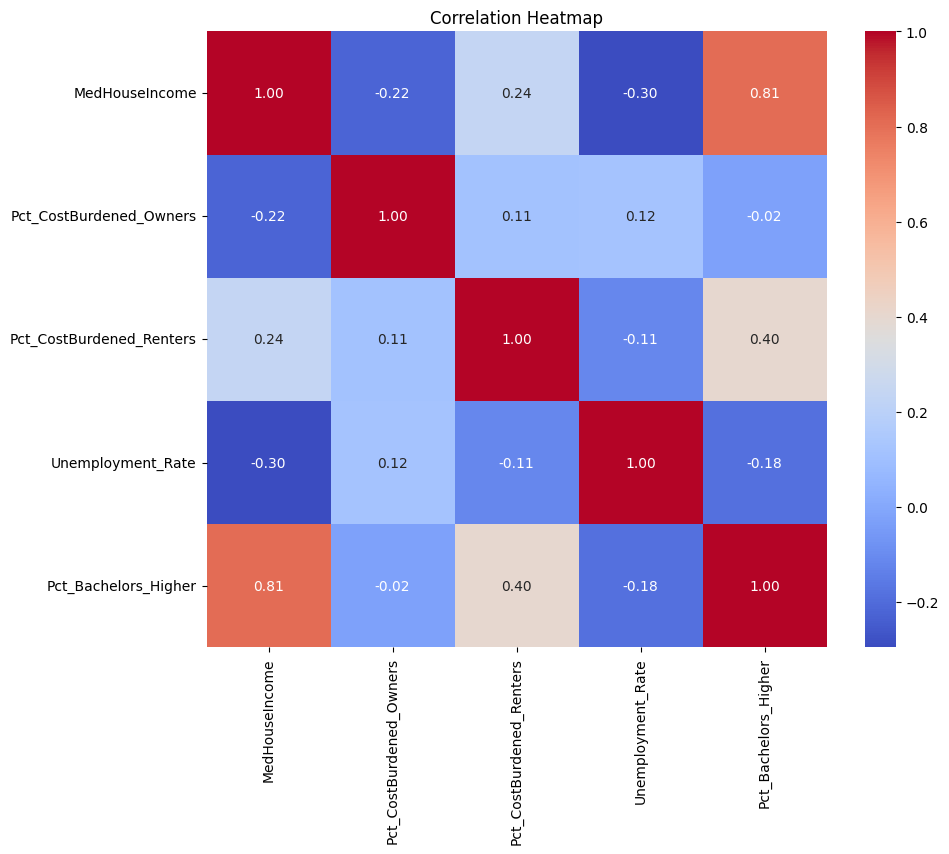 Correlation Heatmap
MedHouseIncome 1.00 -0.22 0.24 -0.30 0.81
Pct_CostBurdened_Owners -0.22 1.00 0.11 0.12 -0.02
Pct_CostBurdened_Renters 0.24 0.11 1.00 -0.11 0.40
Unemployment_Rate -0.30 0.12 -0.11 1.00 -0.18
Pct_Bachelors_Higher 0.81 -0.02 0.40 -0.18 1.00
MedHouseIncome
Pct_CostBurdened_Owners
Pct_CostBurdened_Renters
Unemployment_Rate
Pct_Bachelors_Higher
1.0
0.8
0.6
0.4
0.2
0.0
−0.2